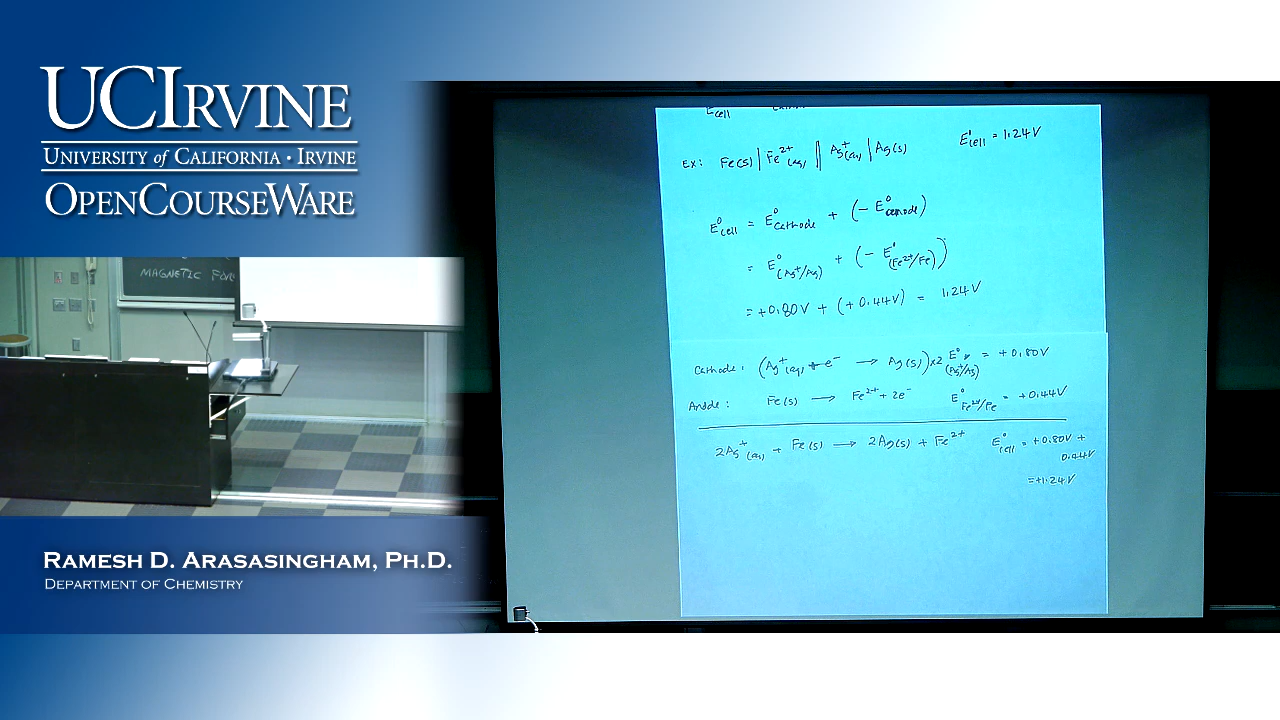 UCIRVINE
UNIVERSITY of CALIFORNIA · IRVINE
OPENCOURSEWARE
MAGNETIC
RAMESH D. ARASASINGHAM, PH.D.
DEPARTMENT OF CHEMISTRY
E cell
Ex: Fe(s) | Fe²⁺(aq) || Ag⁺(aq) | Ag(s) E°cell = 1.24V
E°cell = E°cathode + (- E°anode)
= E°(Ag⁺/Ag) + (- E°(Fe²⁺/Fe))
= +0.80V + (+0.44V) = 1.24V
Cathode: (Ag⁺(aq) + e⁻ → Ag(s))x2 E°(Ag⁺/Ag) = +0.80V
Anode: Fe(s) → Fe²⁺ + 2e⁻ E°Fe²⁺/Fe = +0.44V
2Ag⁺(aq) + Fe(s) → 2Ag(s) + Fe²⁺ E°cell = +0.80V +
0.44V
= +1.24V